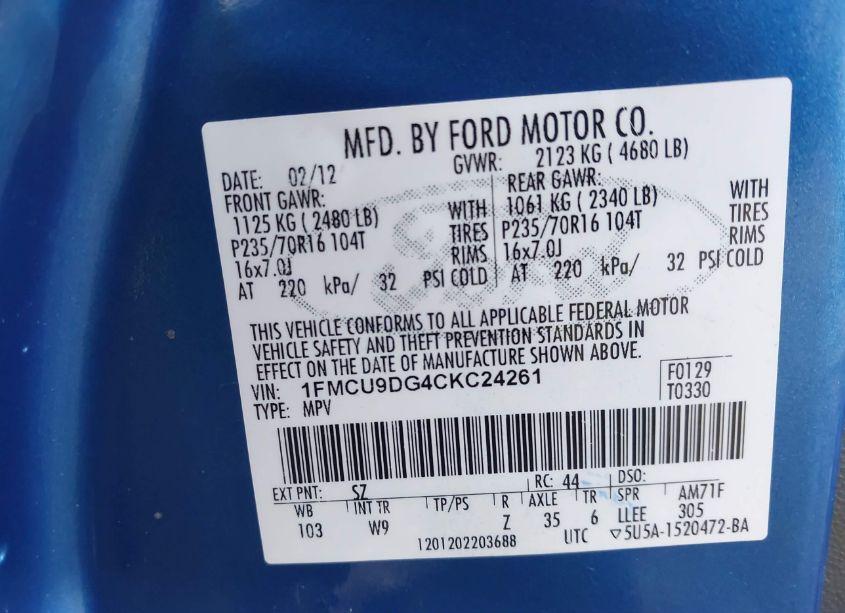 MFD. BY FORD MOTOR CO.
DATE: 02/12 GVWR: 2123 KG ( 4680 LB)
FRONT GAWR: REAR GAWR:
1125 KG ( 2480 LB) WITH 1061 KG ( 2340 LB) WITH
P235/70R16 104T TIRES P235/70R16 104T TIRES
16x7.0J RIMS 16x7.0J RIMS
AT 220 kPa/ 32 PSI COLD AT 220 kPa/ 32 PSI COLD
THIS VEHICLE CONFORMS TO ALL APPLICABLE FEDERAL MOTOR
VEHICLE SAFETY AND THEFT PREVENTION STANDARDS IN
EFFECT ON THE DATE OF MANUFACTURE SHOWN ABOVE.
VIN: 1FMCU9DG4CKC24261 F0129
TYPE: MPV T0330
EXT PNT: SZ RC: 44 DSO:
WB INT TR TP/PS R AXLE TR SPR AM71F
103 W9 Z 35 6 LLEE 305
1201202203688 UTC ▽5U5A-1520472-BA